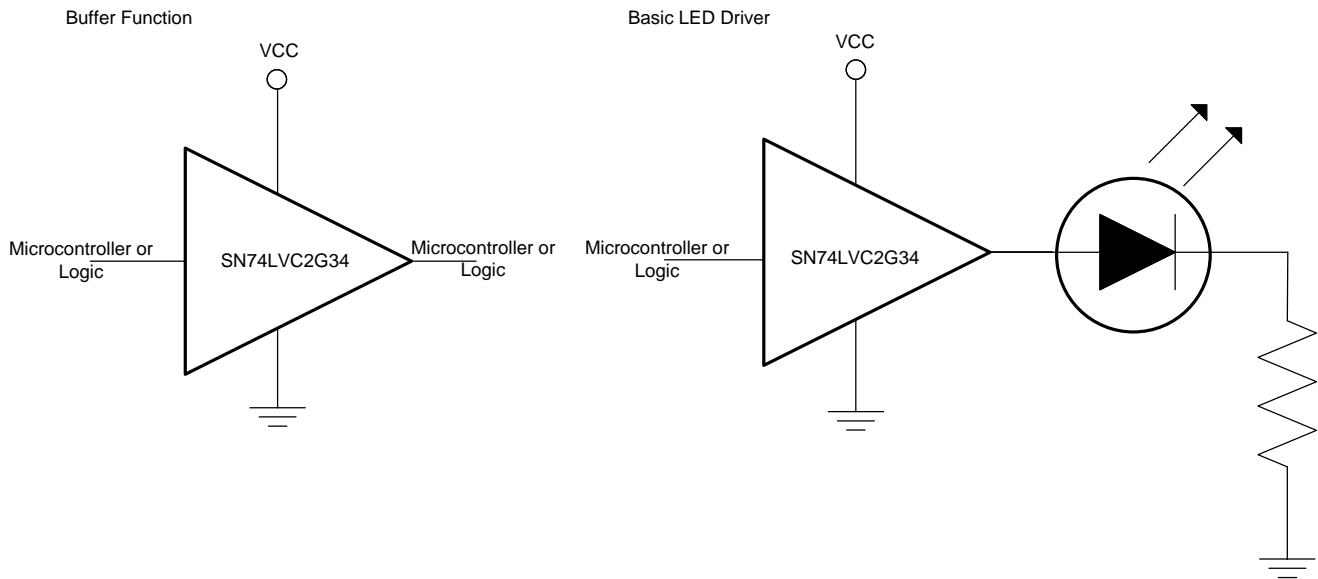 Buffer Function
VCC
Microcontroller or
Logic
SN74LVC2G34
Microcontroller or
Logic
Basic LED Driver
VCC
Microcontroller or
Logic
SN74LVC2G34